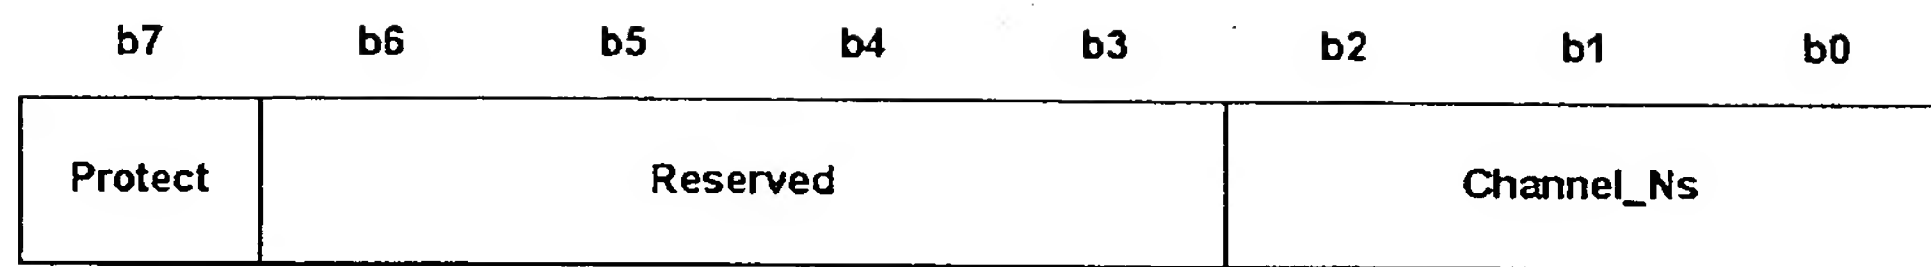 b7 b6 b5 b4 b3 b2 b1 b0
Protect Reserved Channel_Ns